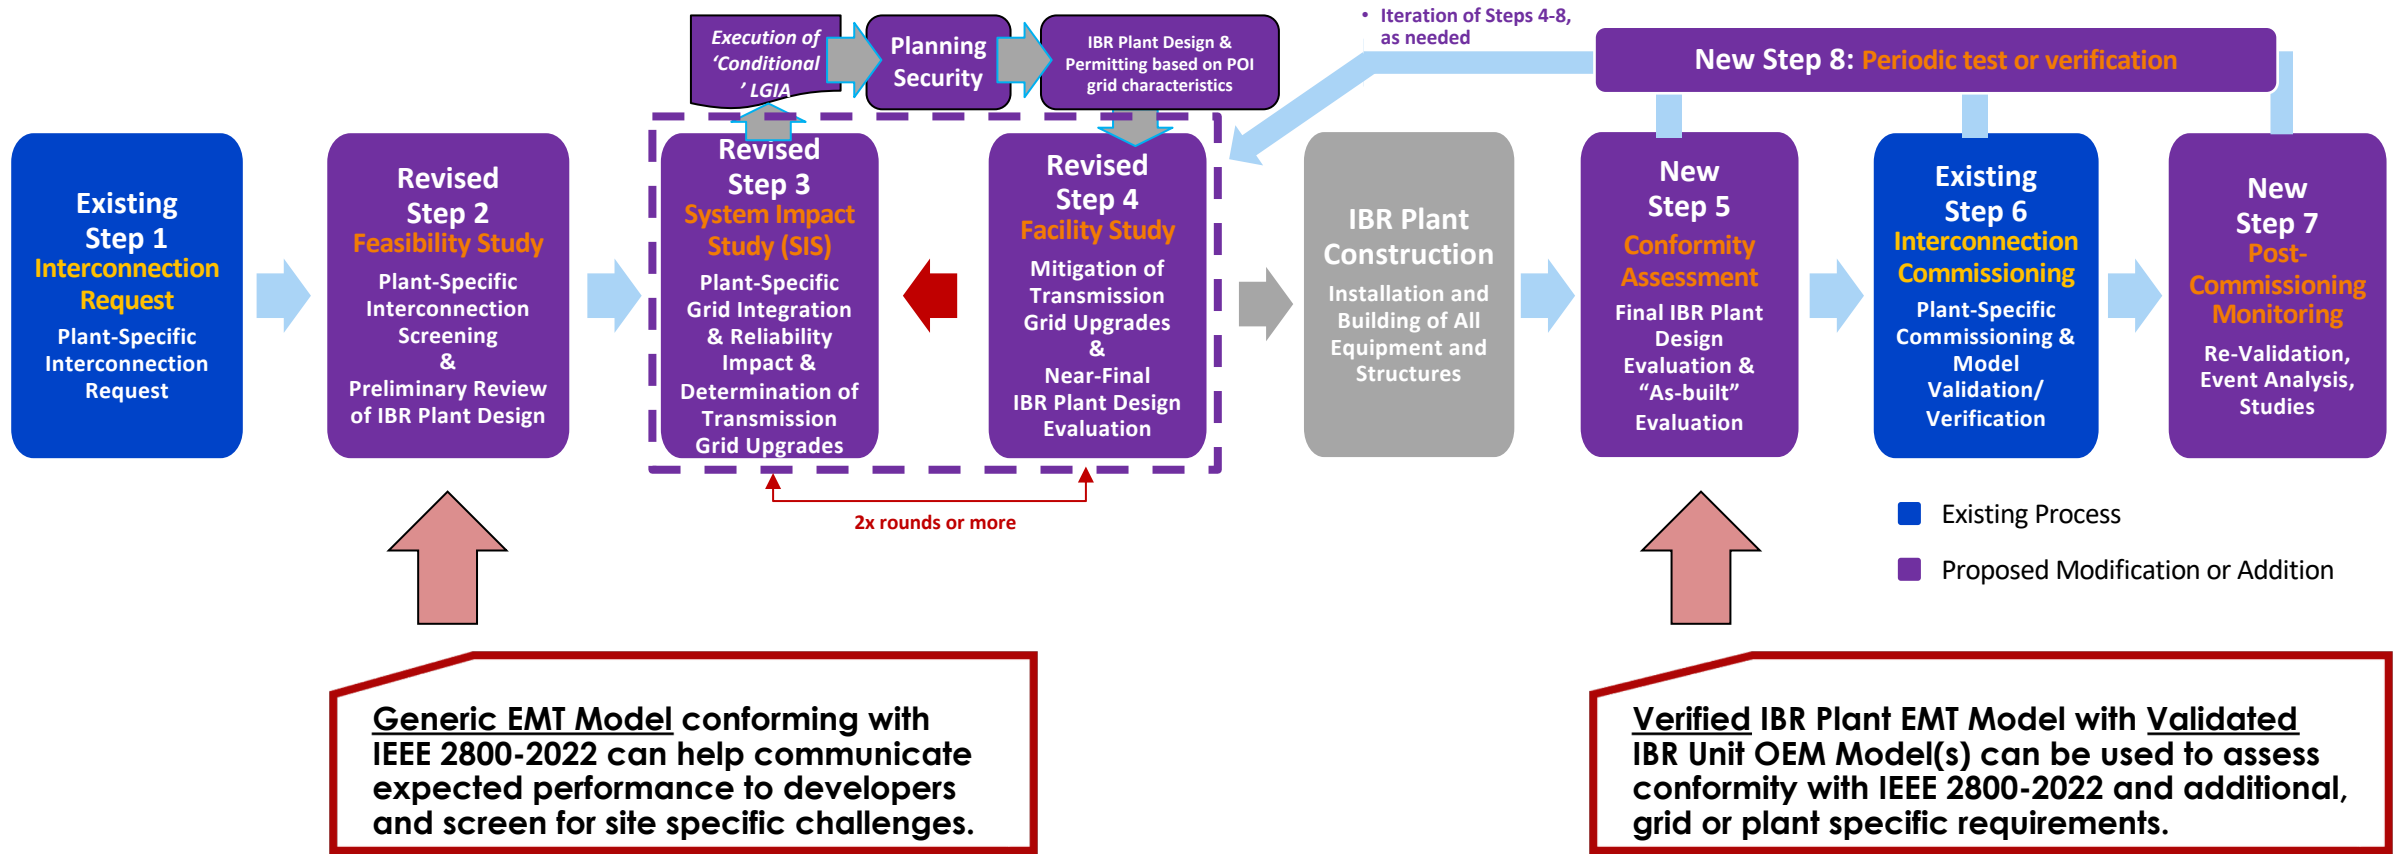 Execution of
‘Conditional
’ LGIA
Planning
Security
IBR Plant Design &
Permitting based on POI
grid characteristics
• Iteration of Steps 4-8,
as needed
New Step 8: Periodic test or verification
Existing
Step 1
Interconnection
Request
Plant-Specific
Interconnection
Request
Revised
Step 2
Feasibility Study
Plant-Specific
Interconnection
Screening
&
Preliminary Review
of IBR Plant Design
Revised
Step 3
System Impact
Study (SIS)
Plant-Specific
Grid Integration
& Reliability
Impact &
Determination of
Transmission
Grid Upgrades
Revised
Step 4
Facility Study
Mitigation of
Transmission
Grid Upgrades
&
Near-Final
IBR Plant Design
Evaluation
2x rounds or more
IBR Plant
Construction
Installation and
Building of All
Equipment and
Structures
New
Step 5
Conformity
Assessment
Final IBR Plant
Design
Evaluation &
“As-built”
Evaluation
Existing
Step 6
Interconnection
Commissioning
Plant-Specific
Commissioning &
Model
Validation/
Verification
New
Step 7
Post-
Commissioning
Monitoring
Re-Validation,
Event Analysis,
Studies
Existing Process
Proposed Modification or Addition
Generic EMT Model conforming with
IEEE 2800-2022 can help communicate
expected performance to developers
and screen for site specific challenges.
Verified IBR Plant EMT Model with Validated
IBR Unit OEM Model(s) can be used to assess
conformity with IEEE 2800-2022 and additional,
grid or plant specific requirements.